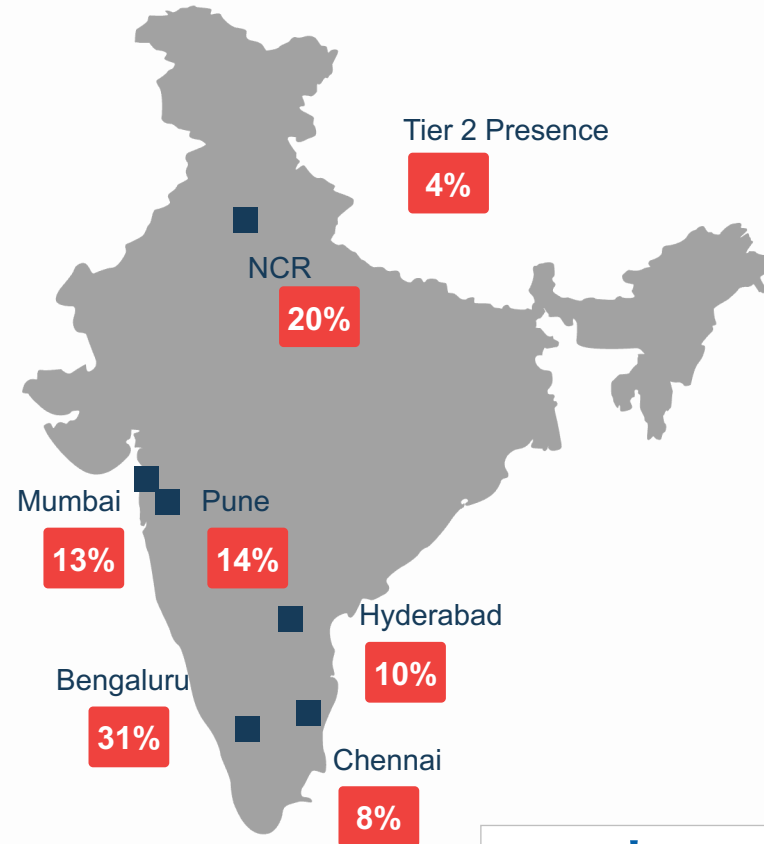 Tier 2 Presence
4%
NCR
20%
Mumbai
13%
Pune
14%
Hyderabad
10%
Bengaluru
31%
Chennai
8%